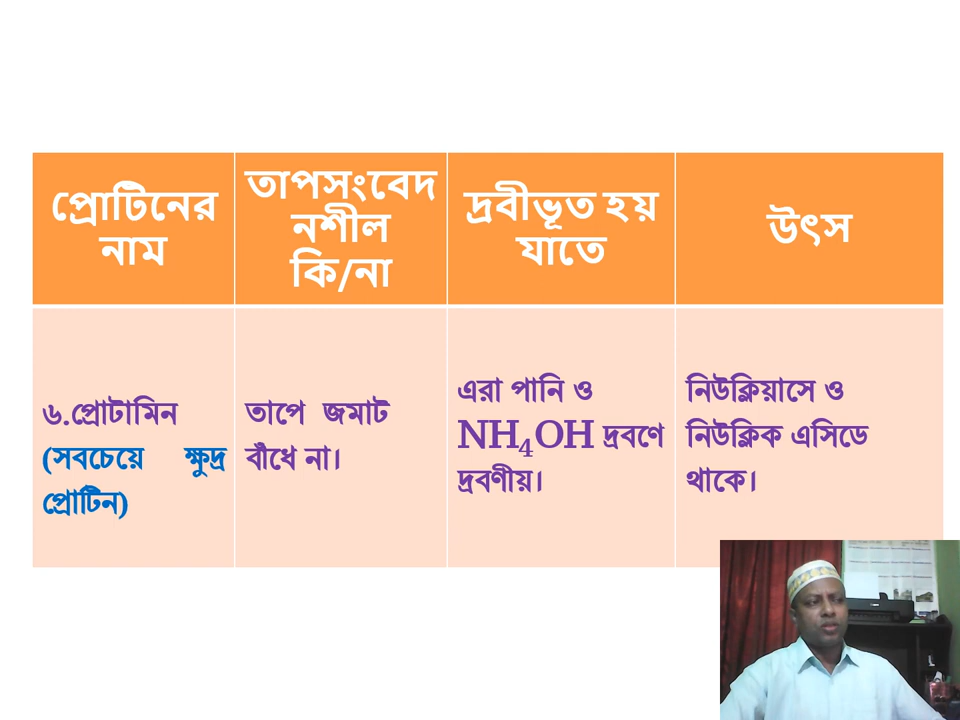 প্রোটিনের
নাম
তাপসংবেদ
নশীল
কি/না
দ্রবীভূত হয়
যাতে
উৎস
৬.প্রোটামিন
(সবচেয়ে ক্ষুদ্র
প্রোটিন)
তাপে জমাট
বাঁধে না।
এরা পানি ও
NH₄OH দ্রবণে
দ্রবণীয়।
নিউক্লিয়াসে ও
নিউক্লিক এসিডে
থাকে।